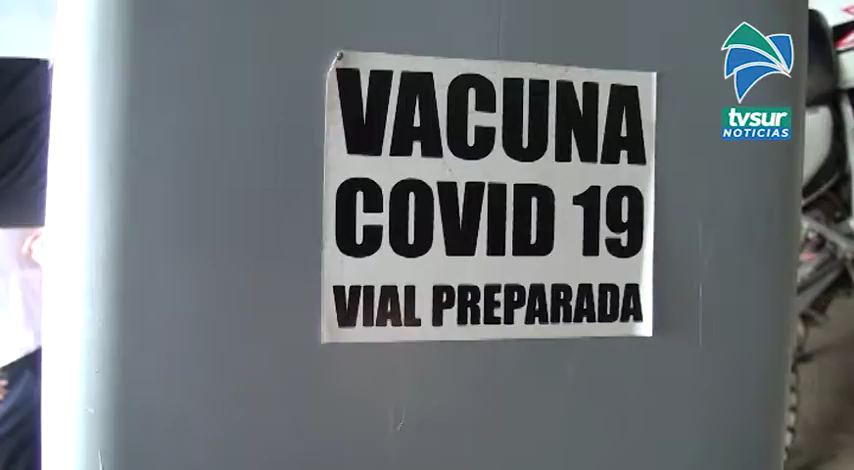 VACUNA
COVID 19
VIAL PREPARADA
tvsur
NOTICIAS